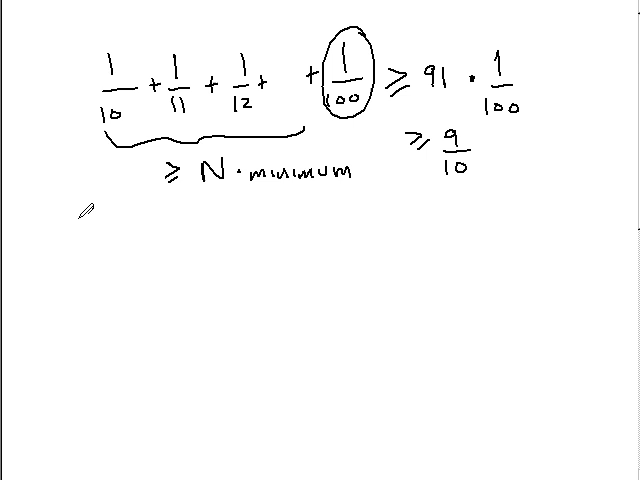 1/10 + 1/11 + 1/12 + + 1/100 ≥ 91 · 1/100
≥ 9/10
≥ N · minimum